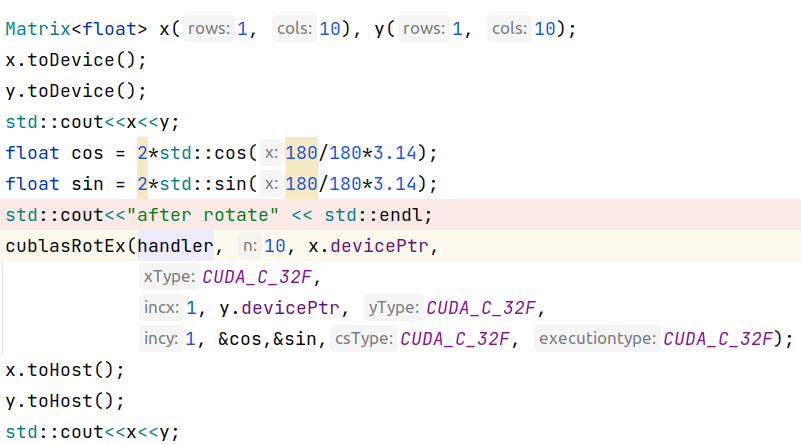 Matrix<float> x( rows: 1, cols: 10), y( rows: 1, cols: 10);
x.toDevice();
y.toDevice();
std::cout<<x<<y;
float cos = 2*std::cos( x: 180/180*3.14);
float sin = 2*std::sin( x: 180/180*3.14);
std::cout<<"after rotate" << std::endl;
cublasRotEx(handler, n: 10, x.devicePtr,
xType: CUDA_C_32F,
incx: 1, y.devicePtr, yType: CUDA_C_32F,
incy: 1, &cos,&sin, csType: CUDA_C_32F, executiontype: CUDA_C_32F);
x.toHost();
y.toHost();
std::cout<<x<<y;